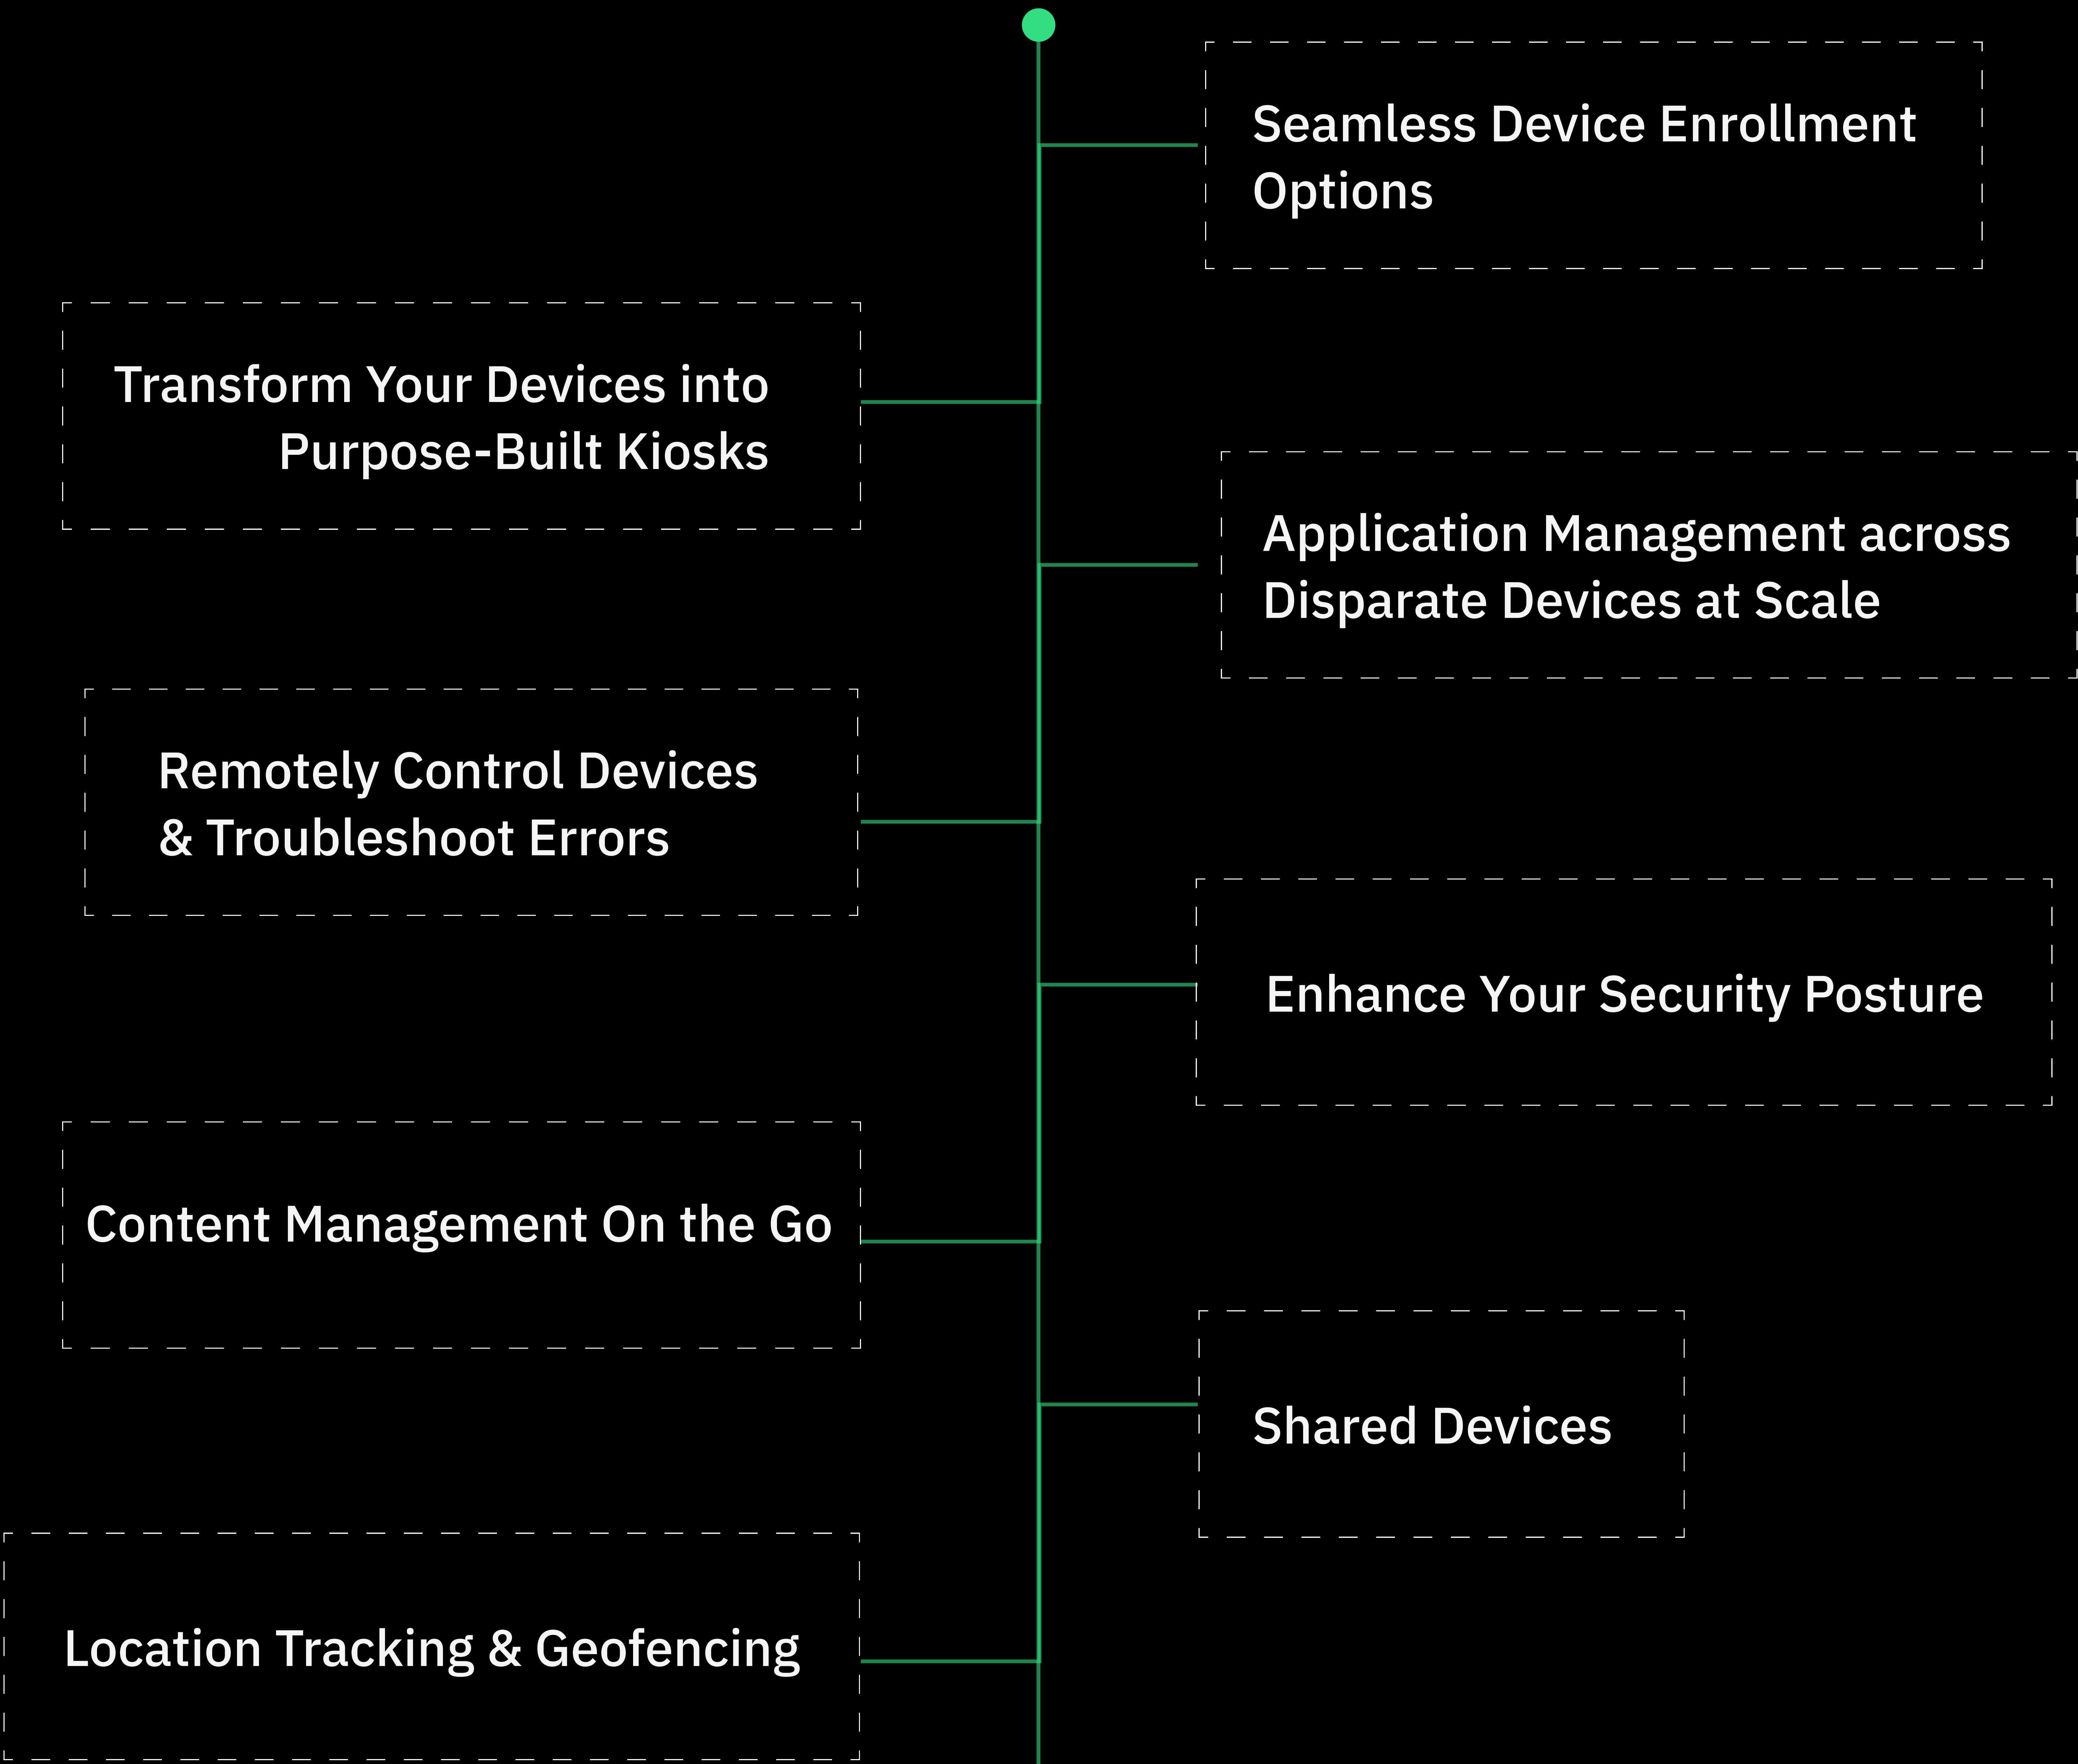 Seamless Device Enrollment
Options
Transform Your Devices into
Purpose-Built Kiosks
Application Management across
Disparate Devices at Scale
Remotely Control Devices
& Troubleshoot Errors
Enhance Your Security Posture
Content Management On the Go
Shared Devices
Location Tracking & Geofencing